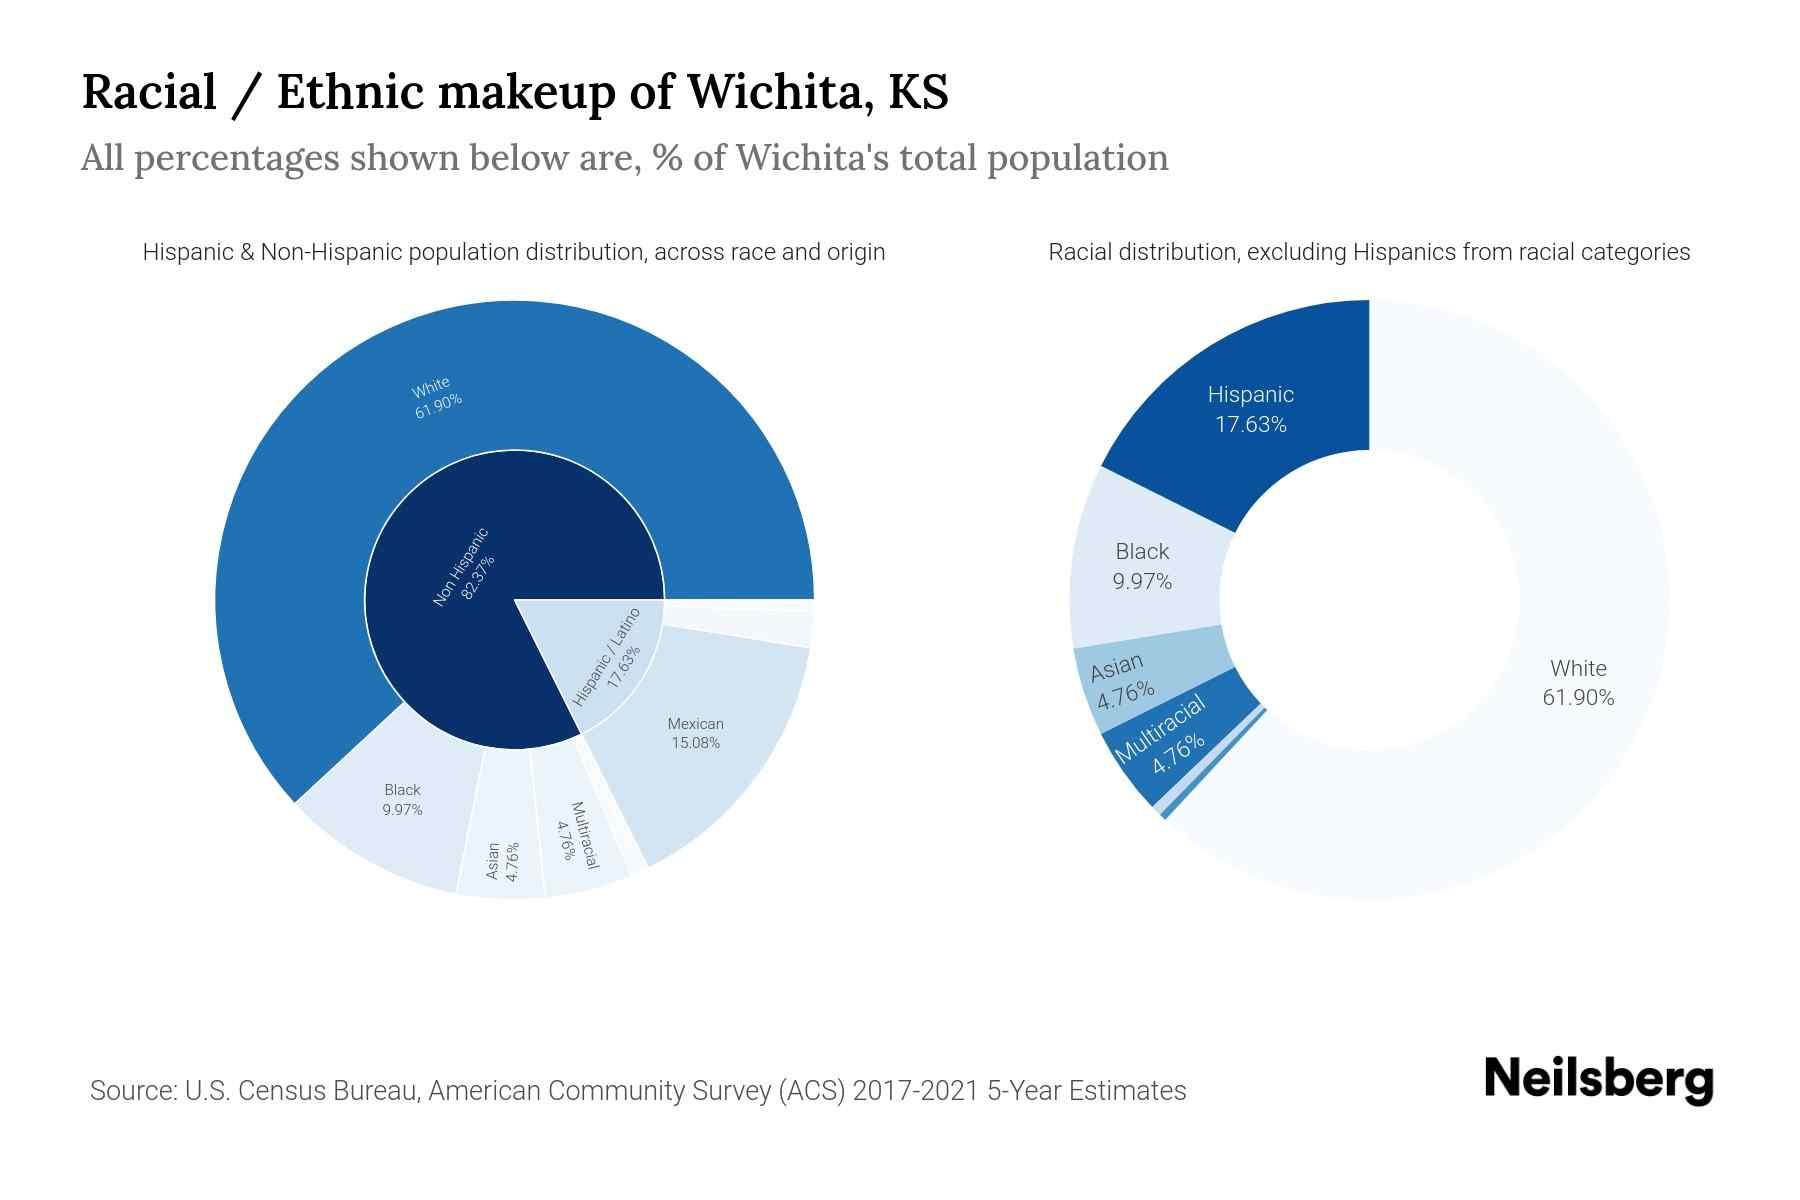 Racial / Ethnic makeup of Wichita, KS
All percentages shown below are, % of Wichita's total population
Hispanic & Non-Hispanic population distribution, across race and origin
White
61.90%
Non Hispanic
82.37%
Hispanic / Latino
17.63%
Mexican
15.08%
Black
9.97%
Asian
4.76%
Multiracial
4.76%
Racial distribution, excluding Hispanics from racial categories
Hispanic
17.63%
Black
9.97%
Asian
4.76%
Multiracial
4.76%
White
61.90%
Source: U.S. Census Bureau, American Community Survey (ACS) 2017-2021 5-Year Estimates
Neilsberg